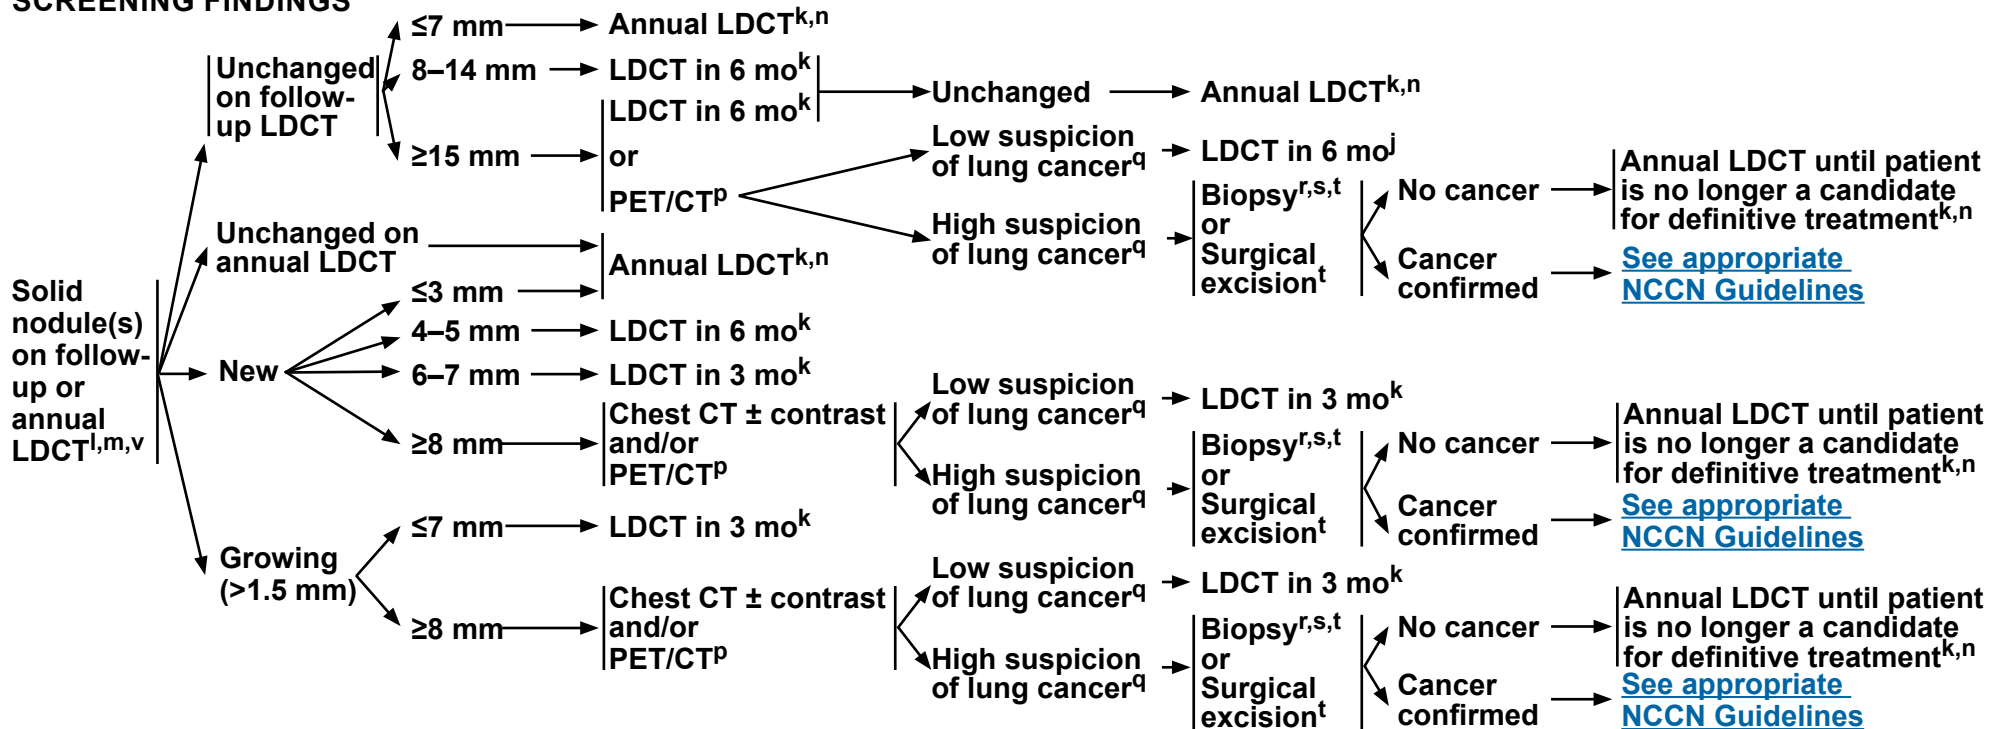 SCREENING FINDINGS
Solid
nodule(s)
on follow-
up or
annual
LDCTl,m,v
Unchanged
on follow-
up LDCT
≤7 mm
Annual LDCTk,n
8–14 mm
LDCT in 6 mok
≥15 mm
LDCT in 6 mok
or
PET/CTp
Unchanged
Annual LDCTk,n
Low suspicion
of lung cancerq
LDCT in 6 moj
High suspicion
of lung cancerq
Biopsyr,s,t
or
Surgical
excisiont
No cancer
Annual LDCT until patient
is no longer a candidate
for definitive treatmentk,n
Cancer
confirmed
See appropriate
NCCN Guidelines
Unchanged on
annual LDCT
Annual LDCTk,n
New
≤3 mm
4–5 mm
LDCT in 6 mok
6–7 mm
LDCT in 3 mok
≥8 mm
Chest CT ± contrast
and/or
PET/CTp
Low suspicion
of lung cancerq
LDCT in 3 mok
High suspicion
of lung cancerq
Biopsyr,s,t
or
Surgical
excisiont
No cancer
Annual LDCT until patient
is no longer a candidate
for definitive treatmentk,n
Cancer
confirmed
See appropriate
NCCN Guidelines
Growing
(>1.5 mm)
≤7 mm
LDCT in 3 mok
≥8 mm
Chest CT ± contrast
and/or
PET/CTp
Low suspicion
of lung cancerq
LDCT in 3 mok
High suspicion
of lung cancerq
Biopsyr,s,t
or
Surgical
excisiont
No cancer
Annual LDCT until patient
is no longer a candidate
for definitive treatmentk,n
Cancer
confirmed
See appropriate
NCCN Guidelines